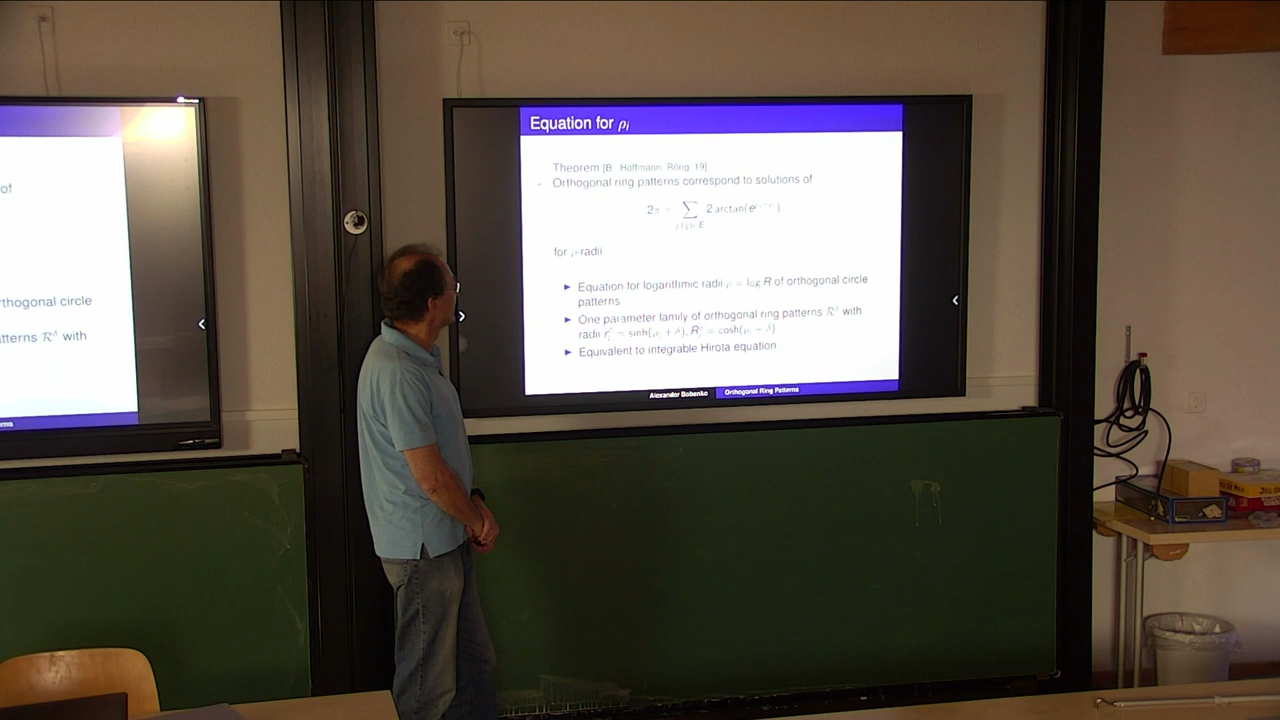 of
rthogonal circle
tterns R^δ with
Equation for ρ_i
Theorem [B., Hoffmann, Rörig '19]
Orthogonal ring patterns correspond to solutions of
2π = ∑ 2 arctan(e
for ρ-radii
► Equation for logarithmic radii ρ = log R of orthogonal circle
patterns
► One parameter family of orthogonal ring patterns R^δ with
radii
► Equivalent to integrable Hirota equation
Alexander Bobenko
Orthogonal Ring Patterns